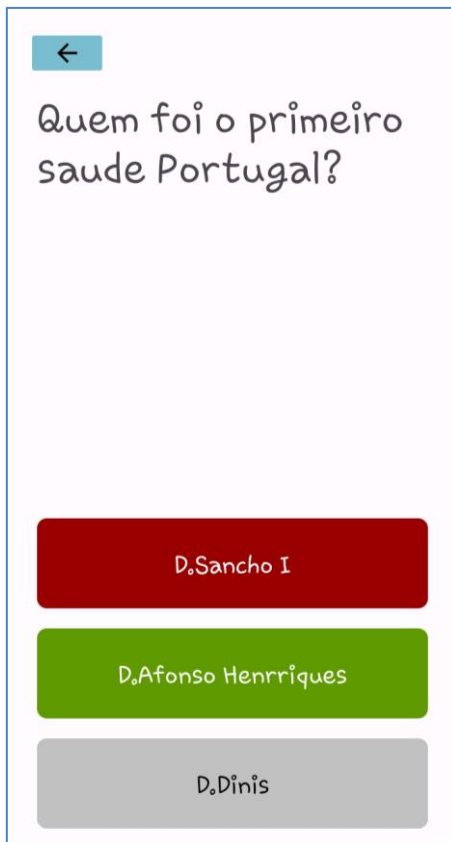 Quem foi o primeiro
saude Portugal?
D.Sancho I
D.Afonso Henrriques
D.Dinis